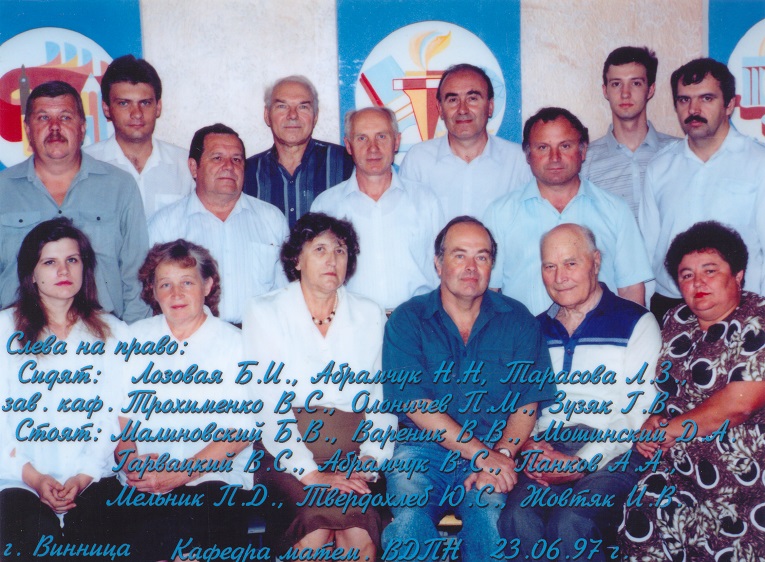 Слева на право:
Сидят: Лозовая Б.И., Абрамчук Н.Н, Тарасова Л.З.,
зав. каф. Трохименко В.С., Олыничев П.М., Зузяк Т.В.
Стоят: Малиновский Б.В., Вареник В.В., Мошинский Д.А
Гарвацкий В.С., Абрамчук В.С., Панков А.А.,
Мельник П.Д., Твердохлеб Ю.С., Жовтяк И.В.
г. Винница Кафедра матем. ВДПН 23.06.97 г.